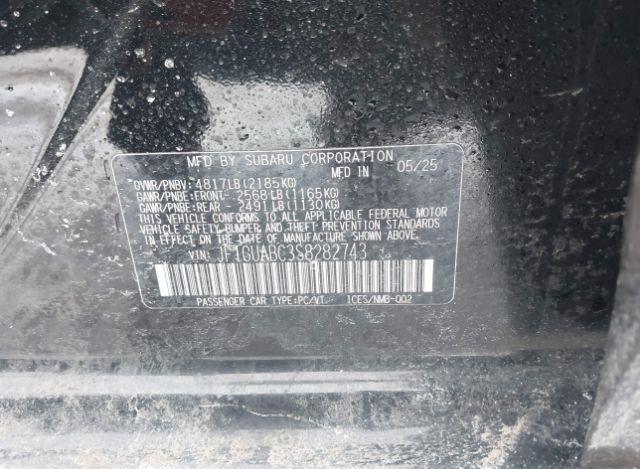 MFD BY SUBARU CORPORATION
MFD IN JAPAN 05/25
GVWR/PNBV: 4817LB(2185KG)
GAWR/PNBE:FRONT- 2568LB(1165KG)
GAWR/PNBE:REAR - 2491LB(1130KG)
THIS VEHICLE CONFORMS TO ALL APPLICABLE FEDERAL MOTOR
VEHICLE SAFETY, BUMPER, AND THEFT PREVENTION STANDARDS
IN EFFECT ON THE DATE OF MANUFACTURE SHOWN ABOVE.
VIN: JF1GUABC3S8282743
PASSENGER CAR TYPE:PC/VT ICES/NMB-002